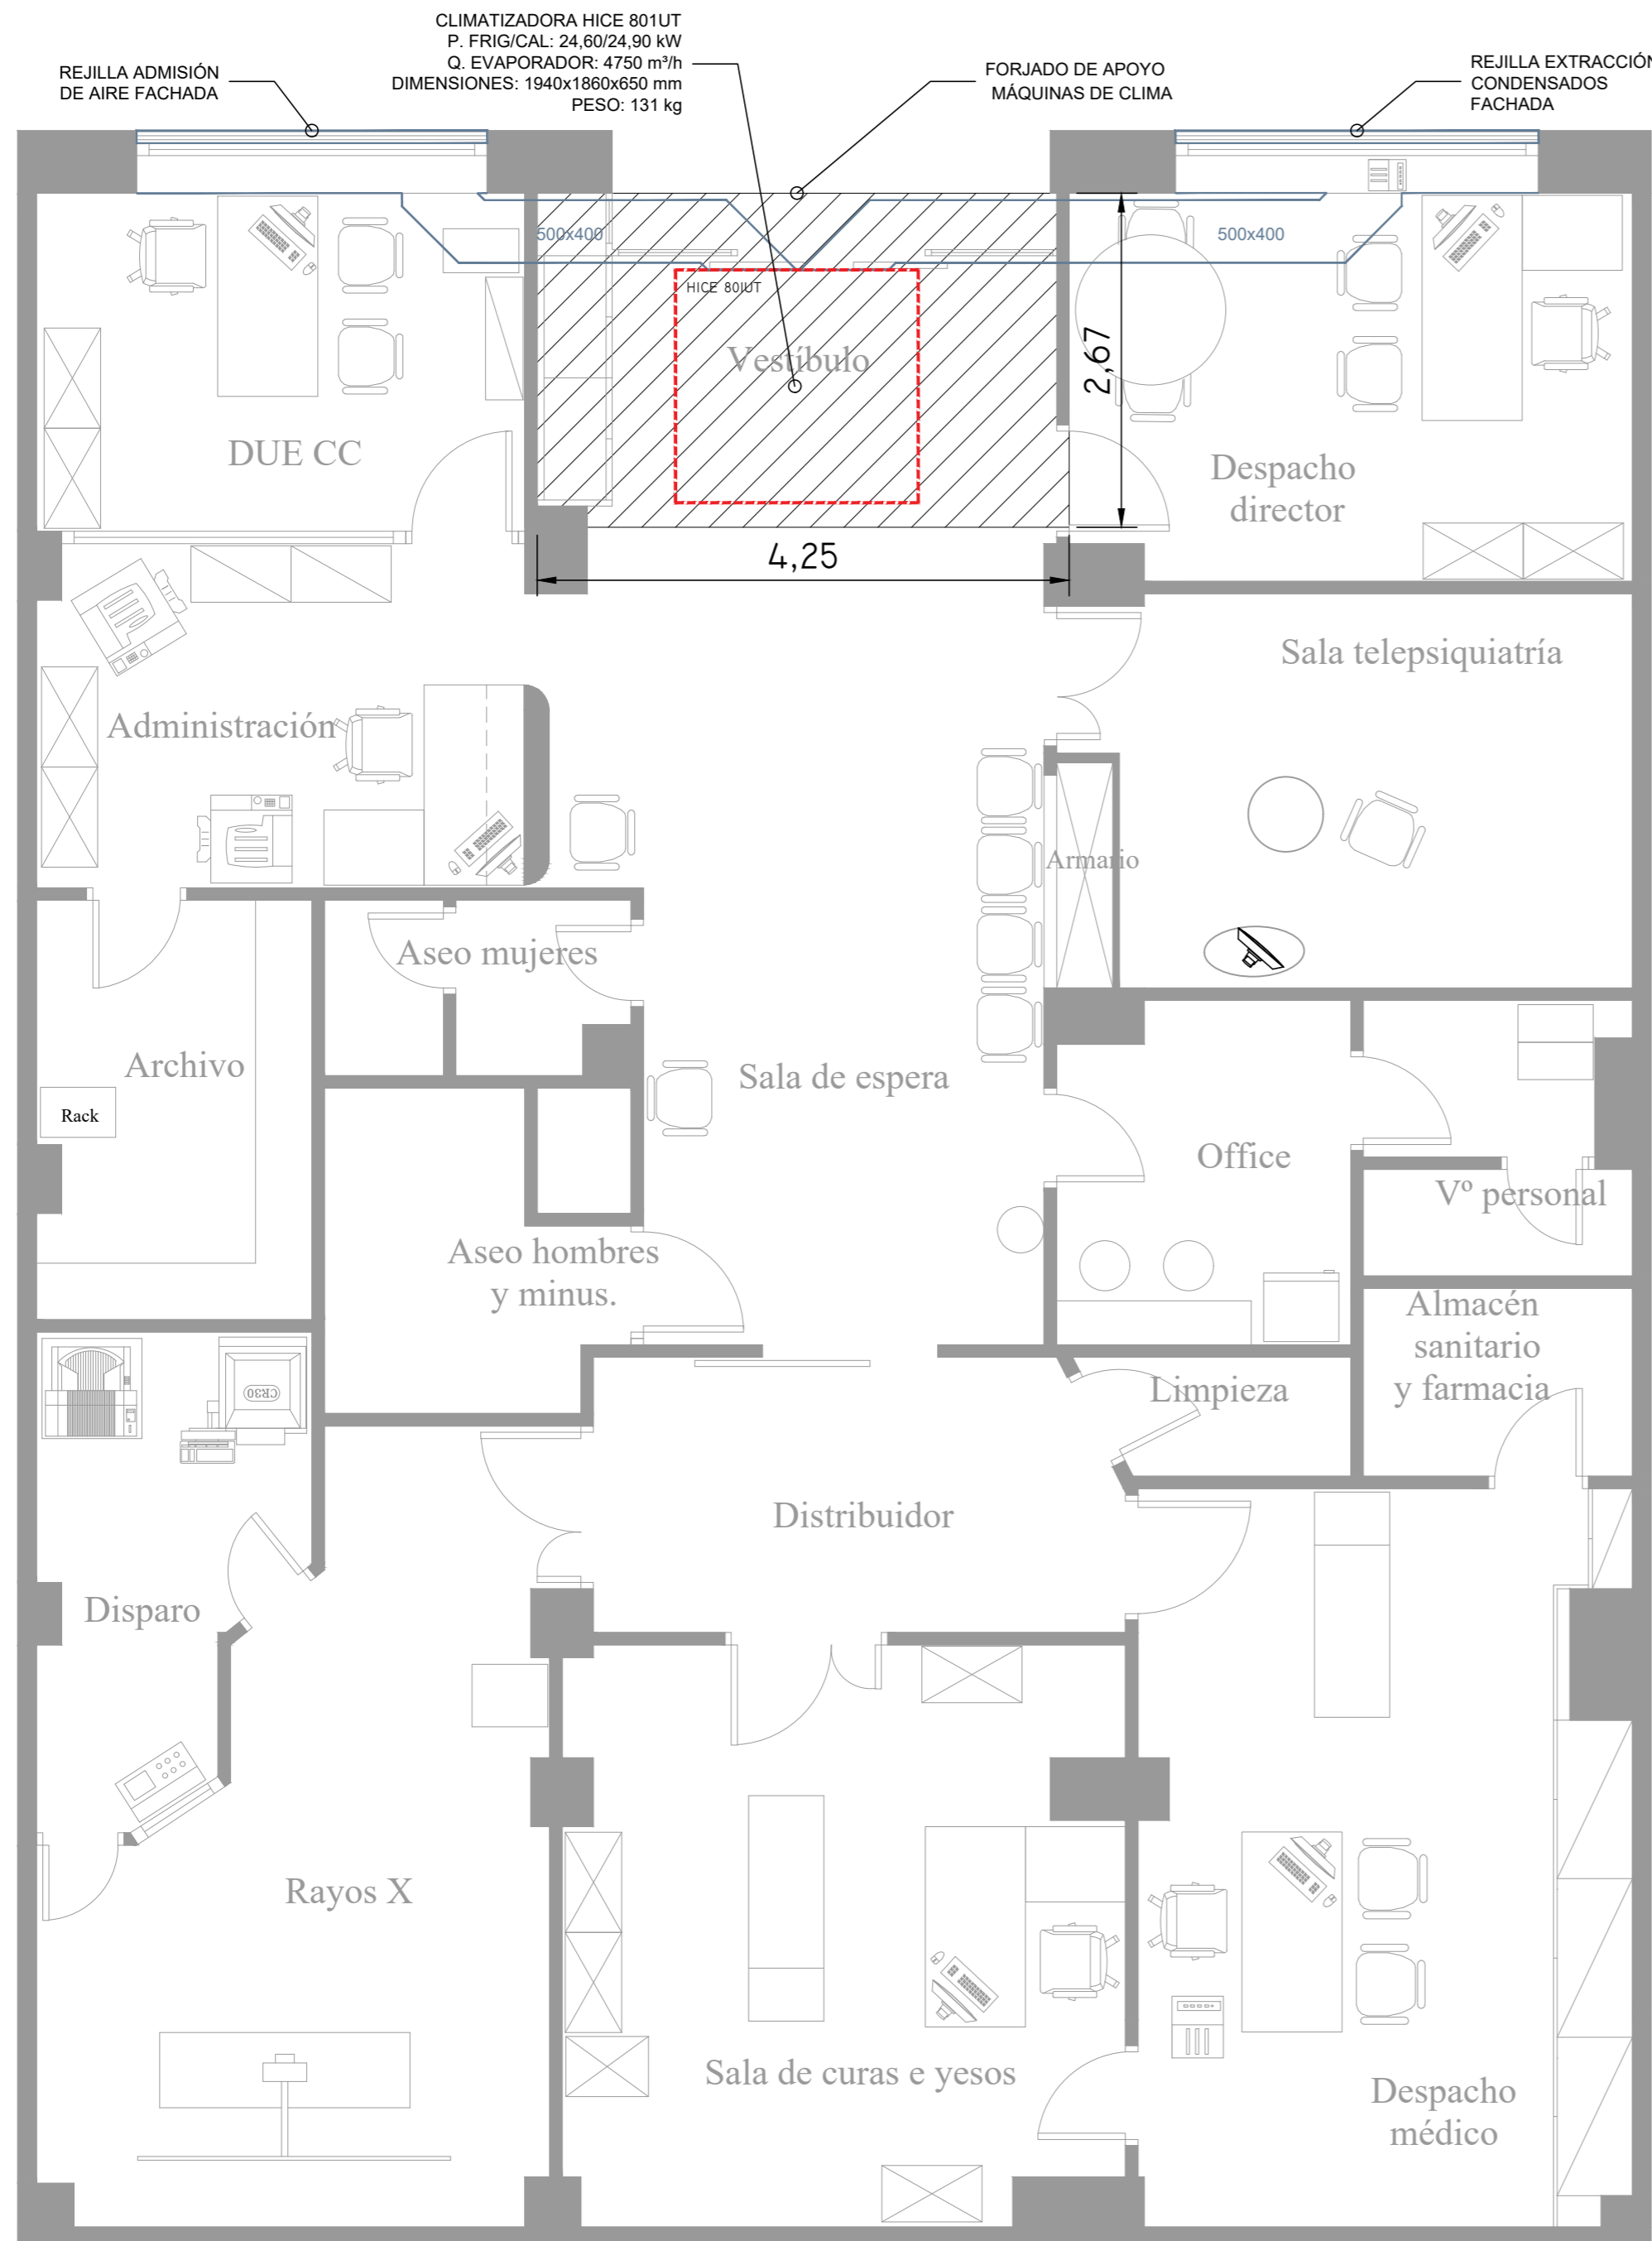 CLIMATIZADORA HICE 801UT
P. FRIG/CAL: 24,60/24,90 kW
Q. EVAPORADOR: 4750 m³/h
DIMENSIONES: 1940x1860x650 mm
PESO: 131 kg
REJILLA ADMISIÓN
DE AIRE FACHADA
FORJADO DE APOYO
MÁQUINAS DE CLIMA
REJILLA EXTRACCIÓN
CONDENSADOS
FACHADA
500x400
500x400
HICE 80IUT
Vestíbulo
2,67
DUE CC
Despacho
director
4,25
Sala telepsiquiatría
Administración
Armario
Aseo mujeres
Archivo
Sala de espera
Rack
Office
Vº personal
Aseo hombres
y minus.
Almacén
sanitario
y farmacia
CR30
Limpieza
Distribuidor
Disparo
Rayos X
Sala de curas e yesos
Despacho
médico